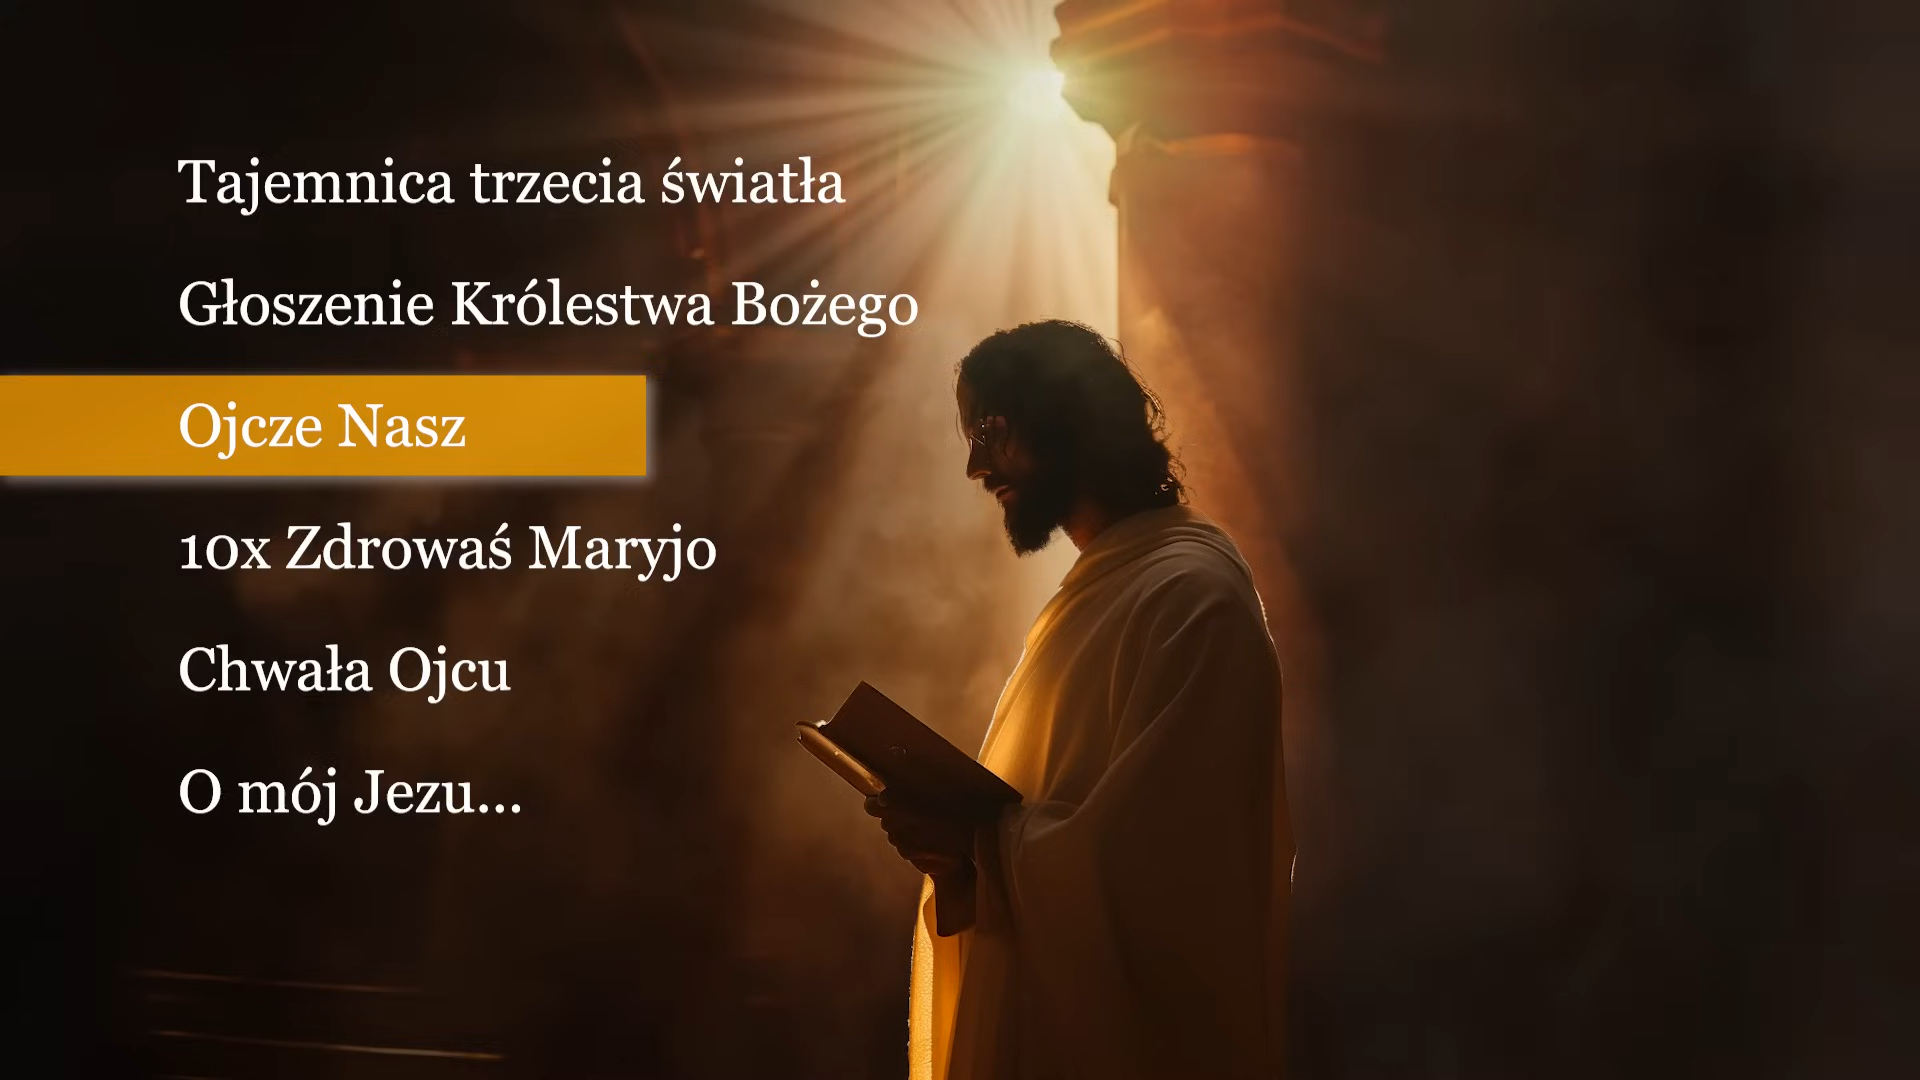 Tajemnica trzecia światła
Głoszenie Królestwa Bożego
Ojcze Nasz
10x Zdrowaś Maryjo
Chwała Ojcu
O mój Jezu...